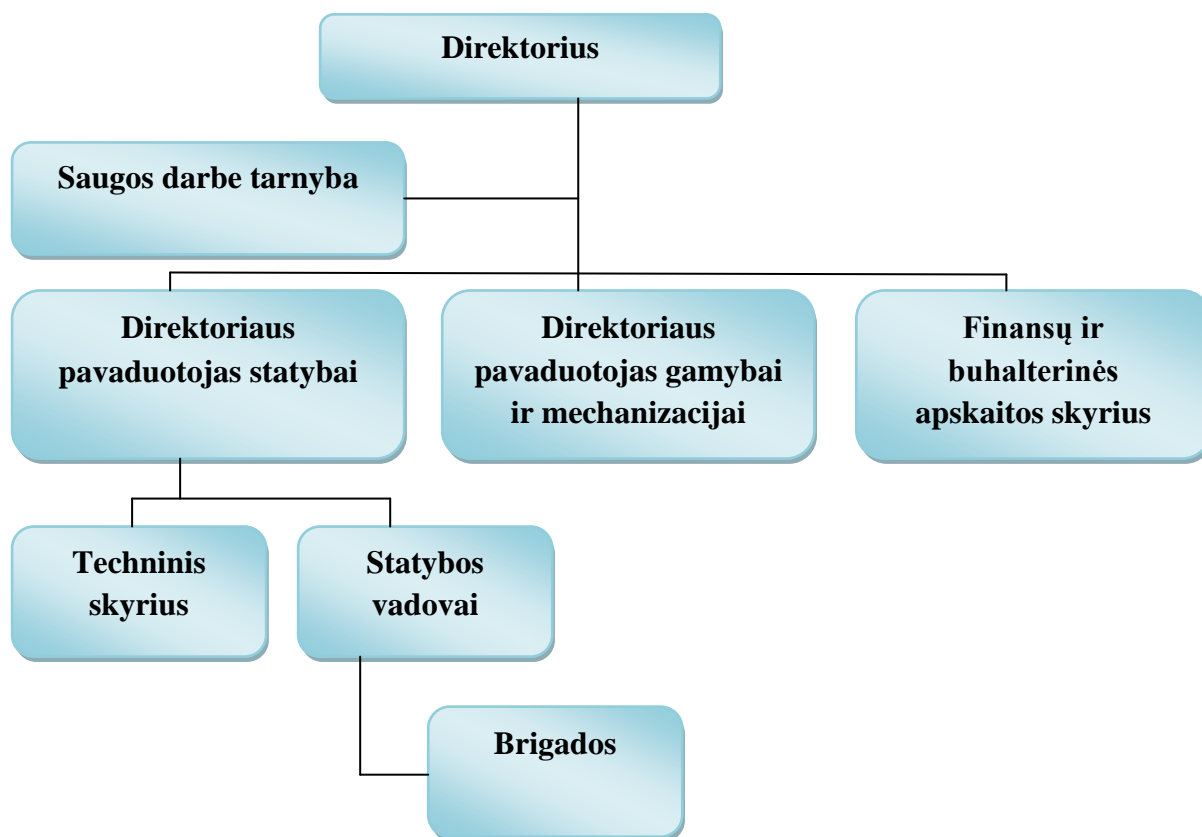 Direktorius
Saugos darbe tarnyba
Direktoriaus
pavaduotojas statybai
Direktoriaus
pavaduotojas gamybai
ir mechanizacijai
Finansų ir
buhalterinės
apskaitos skyrius
Techninis
skyrius
Statybos
vadovai
Brigados